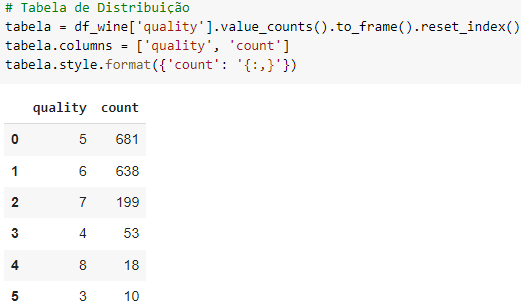 # Tabela de Distribuição
tabela = df_wine['quality'].value_counts().to_frame().reset_index()
tabela.columns = ['quality', 'count']
tabela.style.format({'count': '{:,}'})
quality count
0 5 681
1 6 638
2 7 199
3 4 53
4 8 18
5 3 10